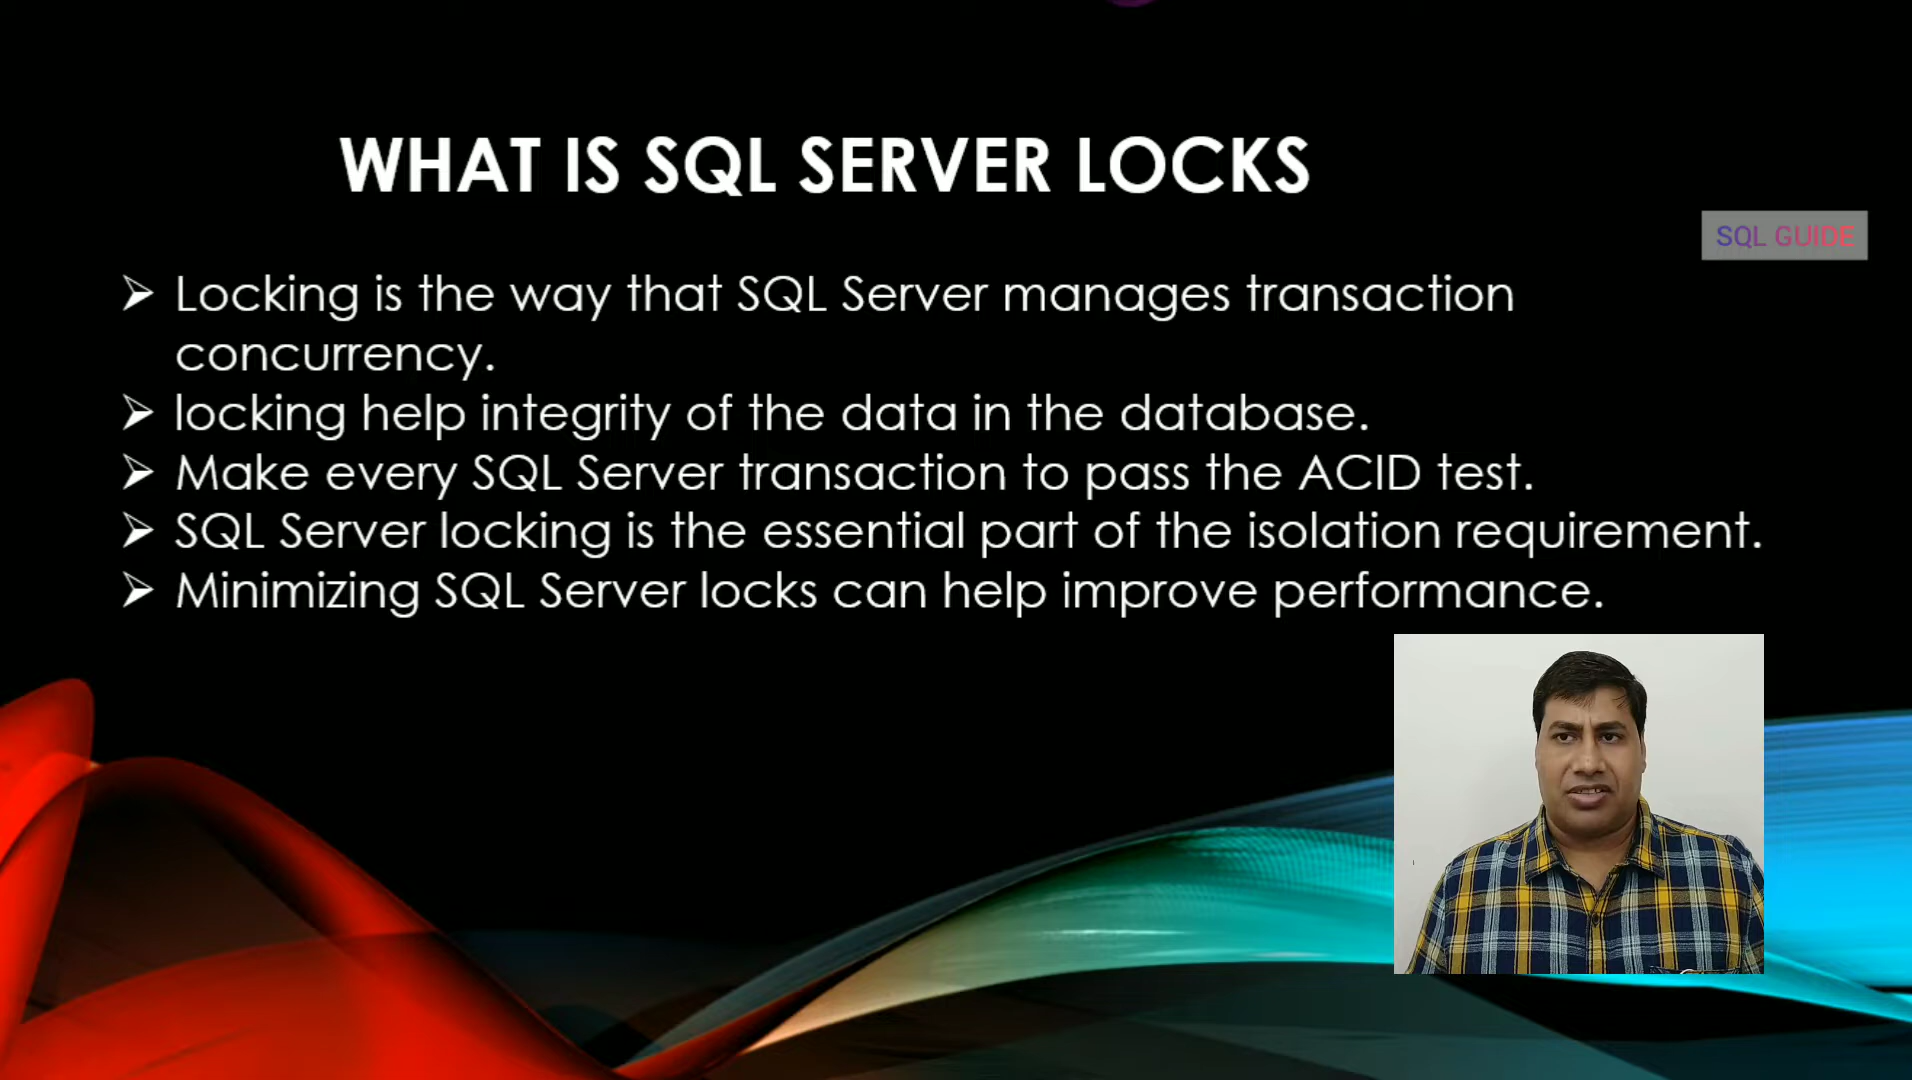 WHAT IS SQL SERVER LOCKS
SQL GUIDE
Locking is the way that SQL Server manages transaction
concurrency.
locking help integrity of the data in the database.
Make every SQL Server transaction to pass the ACID test.
SQL Server locking is the essential part of the isolation requirement.
Minimizing SQL Server locks can help improve performance.